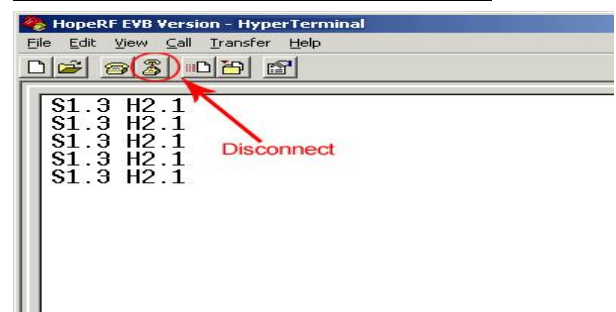 HopeRF EVB Version - HyperTerminal
File Edit View Call Transfer Help
S1.3 H2.1
S1.3 H2.1
S1.3 H2.1
S1.3 H2.1
S1.3 H2.1
Disconnect